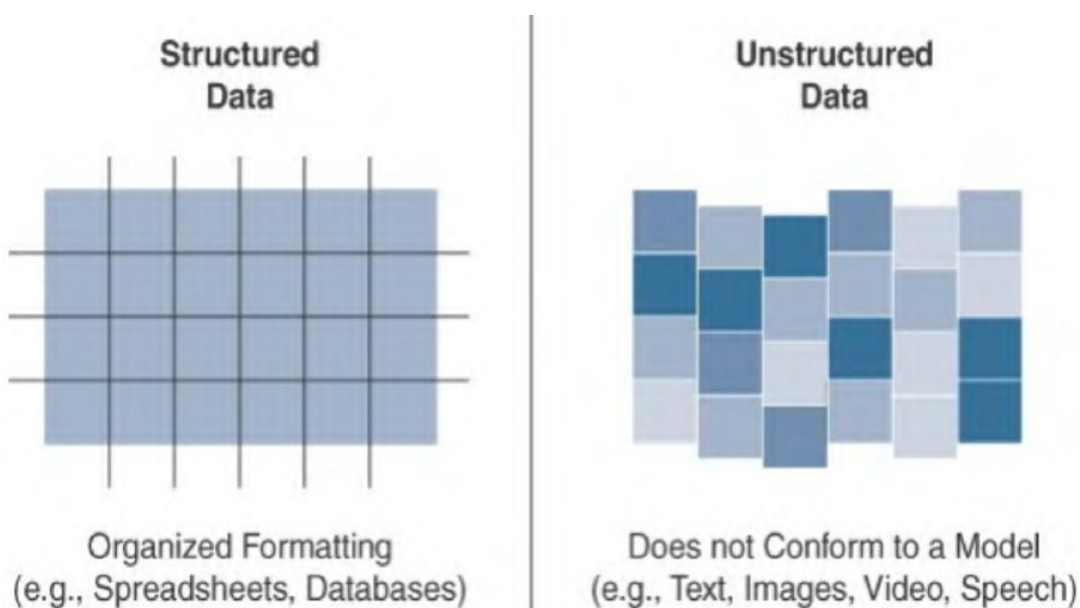 Structured
Data
Organized Formatting
(e.g., Spreadsheets, Databases)
Unstructured
Data
Does not Conform to a Model
(e.g., Text, Images, Video, Speech)